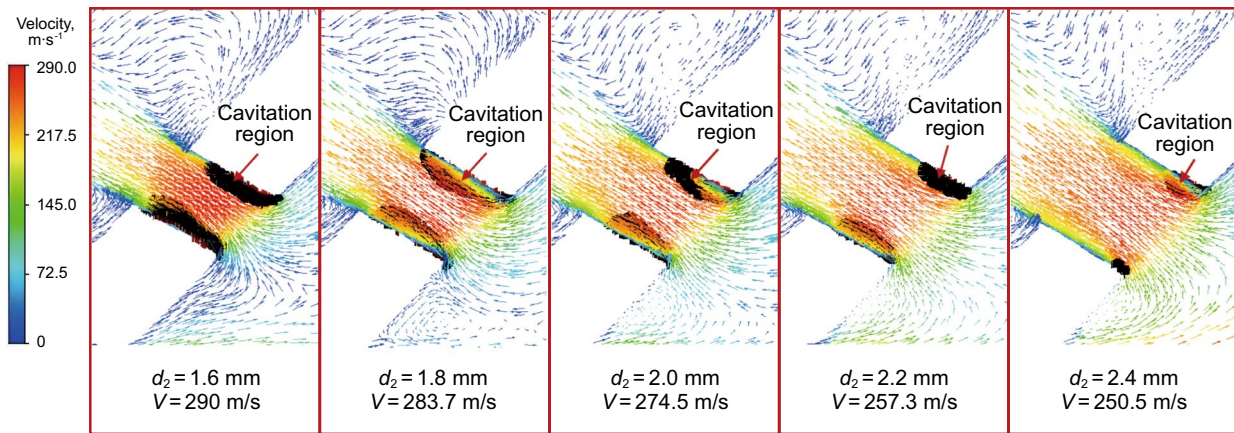 Velocity,
m·s⁻¹
290.0
217.5
145.0
72.5
0
Cavitation
region
d₂ = 1.6 mm
V = 290 m/s
Cavitation
region
d₂ = 1.8 mm
V = 283.7 m/s
Cavitation
region
d₂ = 2.0 mm
V = 274.5 m/s
Cavitation
region
d₂ = 2.2 mm
V = 257.3 m/s
Cavitation
region
d₂ = 2.4 mm
V = 250.5 m/s